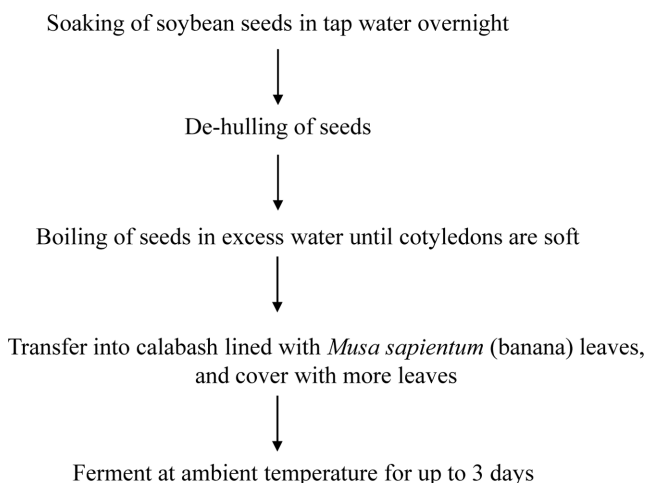 Soaking of soybean seeds in tap water overnight
De-hulling of seeds
Boiling of seeds in excess water until cotyledons are soft
Transfer into calabash lined with Musa sapientum (banana) leaves,
and cover with more leaves
Ferment at ambient temperature for up to 3 days